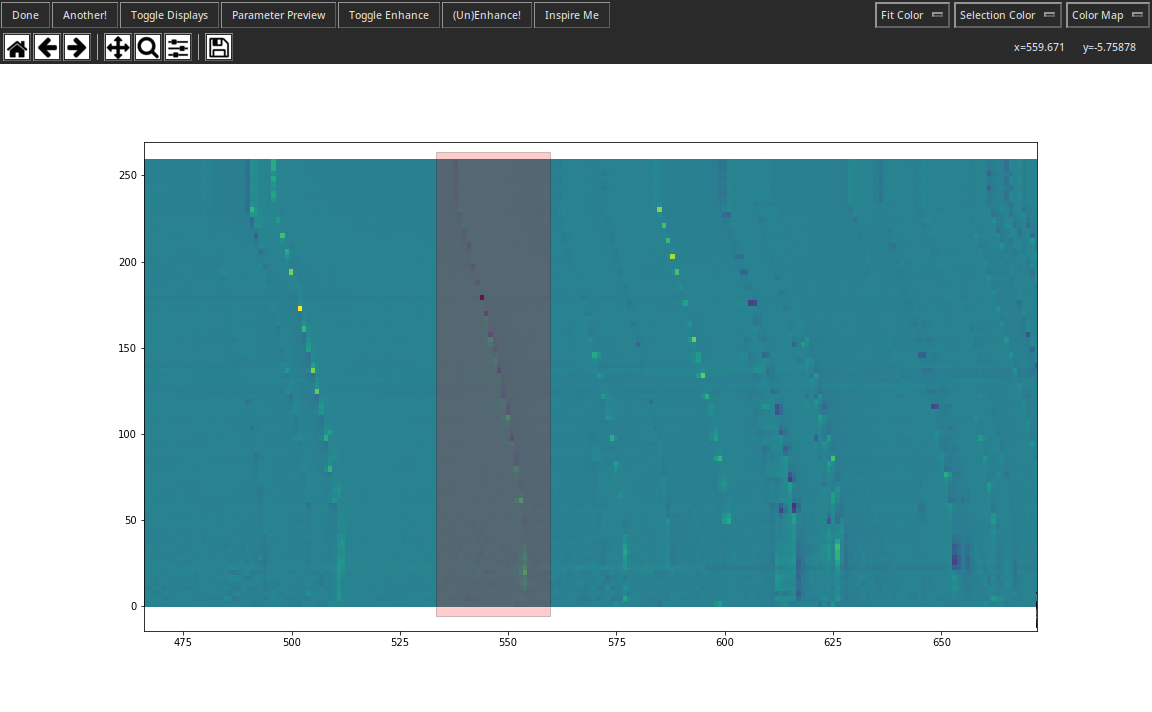 Done Another! Toggle Displays Parameter Preview Toggle Enhance (Un)Enhance! Inspire Me Fit Color Selection Color Color Map
x=559.671 y=-5.75878
250
200
150
100
50
0
475 500 525 550 575 600 625 650